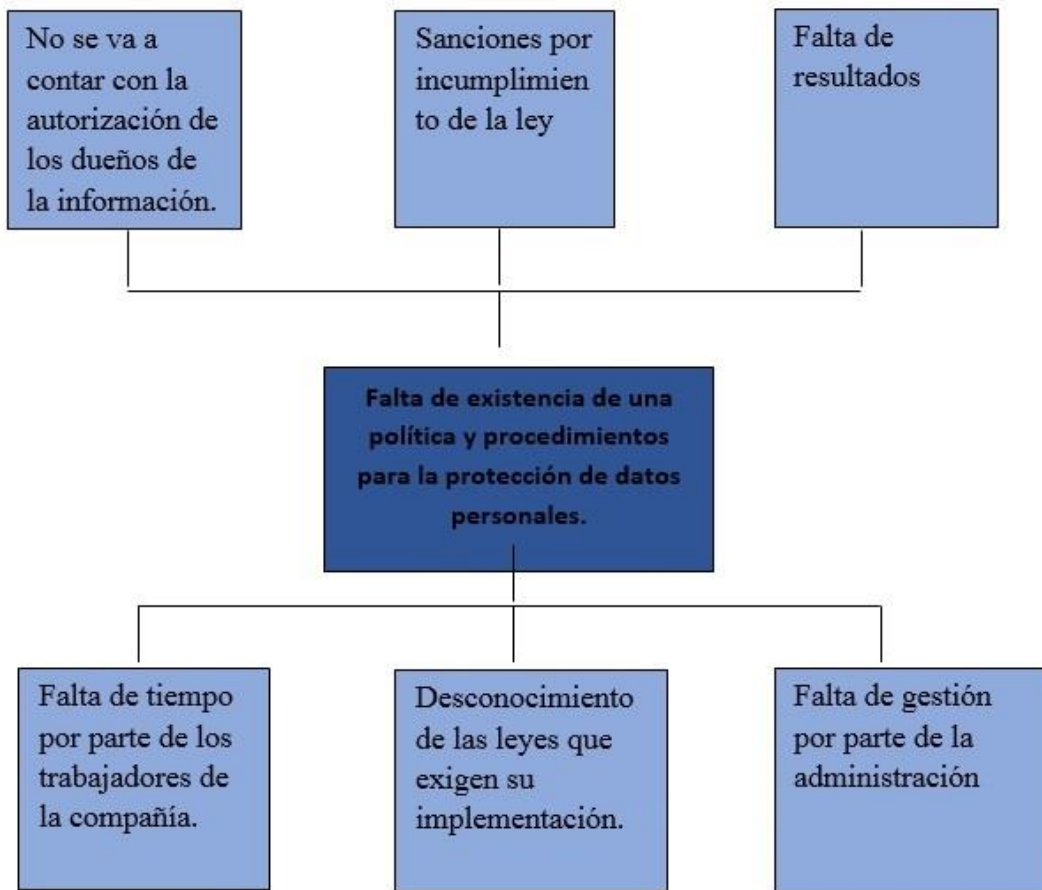 No se va a
contar con la
autorización de
los dueños de
la información.
Sanciones por
incumplimien
to de la ley
Falta de
resultados
Falta de existencia de una
política y procedimientos
para la protección de datos
personales.
Falta de tiempo
por parte de los
trabajadores de
la compañía.
Desconocimiento
de las leyes que
exigen su
implementación.
Falta de gestión
por parte de la
administración